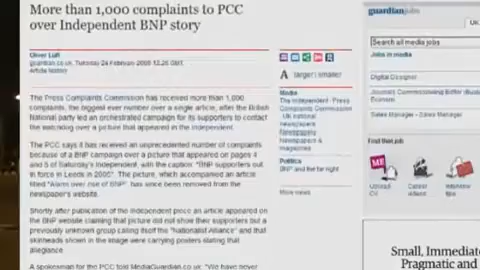 More than 1,000 complaints to PCC
over Independent BNP story
Oliver Luft
guardian.co.uk, Tuesday 24 February 2009 12.26 GMT
Article history
The Press Complaints Commission has received more than 1,000
complaints, the biggest ever number over a single article, after the British
National party led an orchestrated campaign for its supporters to contact
the watchdog over a picture that appeared in the Independent.
The PCC says it has received an unprecedented number of complaints
because of a BNP campaign over a picture that appeared on pages 4
and 5 of Saturday's Independent, with the caption "BNP supporters out
in force in Leeds in 2005". The picture, which accompanied an article
titled "Alarm over rise of BNP" has since been removed from the
newspaper's website.
Shortly after publication of the Independent piece an article appeared on
the BNP website claiming that picture did not show their supporters but a
previously unknown group calling itself the "Nationalist Alliance" and that
skinheads shown in the image were carrying posters stating that
allegiance.
A spokesman for the PCC told MediaGuardian.co.uk: "We have never
A larger | smaller
Media
The Independent · Press
Complaints Commission
· UK national
newspapers ·
Newspapers ·
Newspapers &
magazines
Politics
BNP and the far right
More news
guardianjobs
UK
Search all media jobs
Jobs in media
Digital Designer
Sales Manager - Sales Manager
Find the job
ME
Upload
CV
Career
Interview
tips
Small, Immediate
Pragmatic and